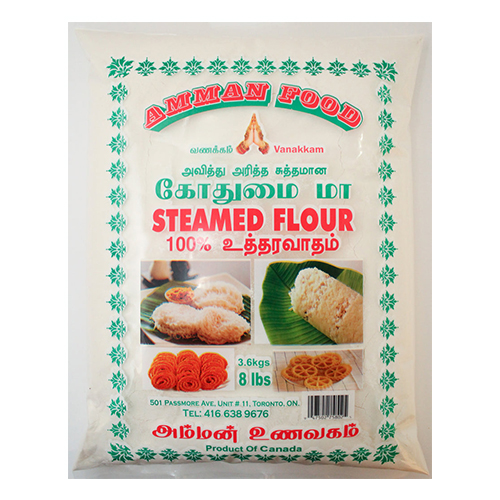 AMMAN FOOD
வணக்கம் Vanakkam
அவித்து அரித்த சுத்தமான
கோதுமை மா
STEAMED FLOUR
100% உத்தரவாதம்
3.6kgs
8 lbs
501 PASSMORE AVE, UNIT # 11, TORONTO, ON.
TEL: 416 638 9676
அம்மன் உணவகம்
Product Of Canada